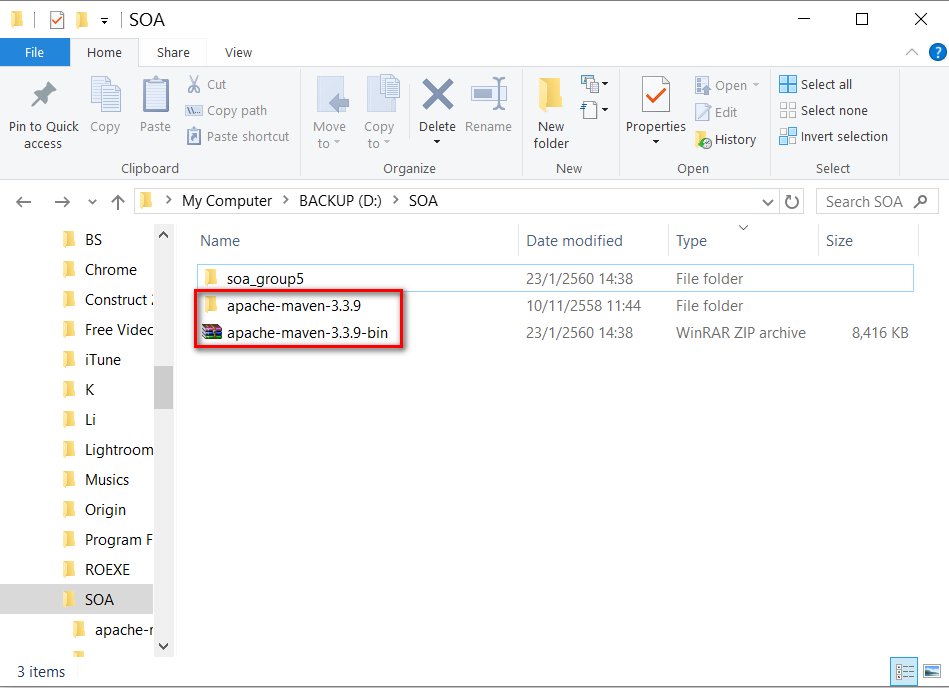 SOA
File Home Share View
Pin to Quick access
Copy
Paste
Cut
Copy path
Paste shortcut
Clipboard
Move to
Copy to
Delete
Rename
Organize
New folder
New
Properties
Open
Edit
History
Open
Select all
Select none
Invert selection
Select
My Computer > BACKUP (D:) > SOA
Search SOA
BS
Chrome
Construct 2
Free Videc
iTune
K
Li
Lightroom
Musics
Origin
Program F
ROEXE
SOA
apache-r
Name Date modified Type Size
soa_group5 23/1/2560 14:38 File folder
apache-maven-3.3.9 10/11/2558 11:44 File folder
apache-maven-3.3.9-bin 23/1/2560 14:38 WinRAR ZIP archive 8,416 KB
3 items